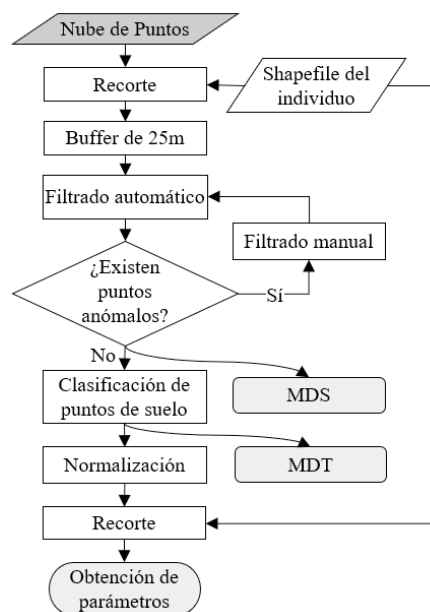 Nube de Puntos
Recorte
Shapefile del
individuo
Buffer de 25m
Filtrado automático
Filtrado manual
¿Existen
puntos
anómalos?
Sí
No
Clasificación de
puntos de suelo
MDS
MDT
Normalización
Recorte
Obtención de
parámetros